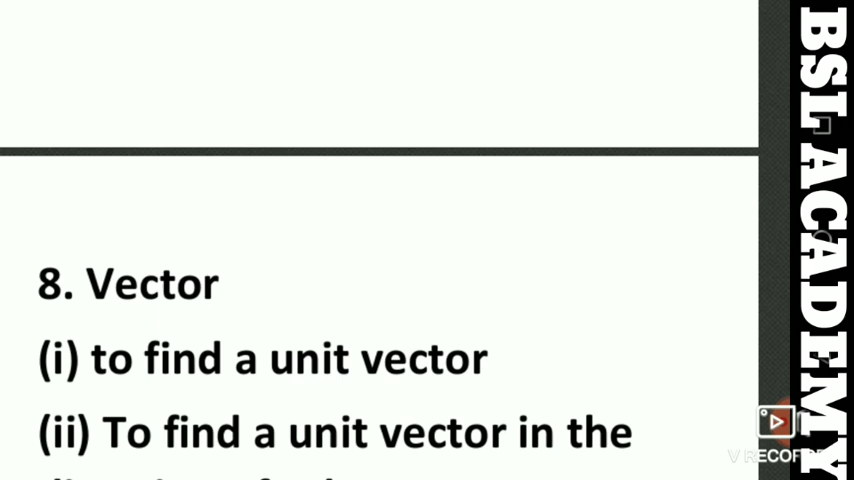 8. Vector
(i) to find a unit vector
(ii) To find a unit vector in the
BSL ACADEMY